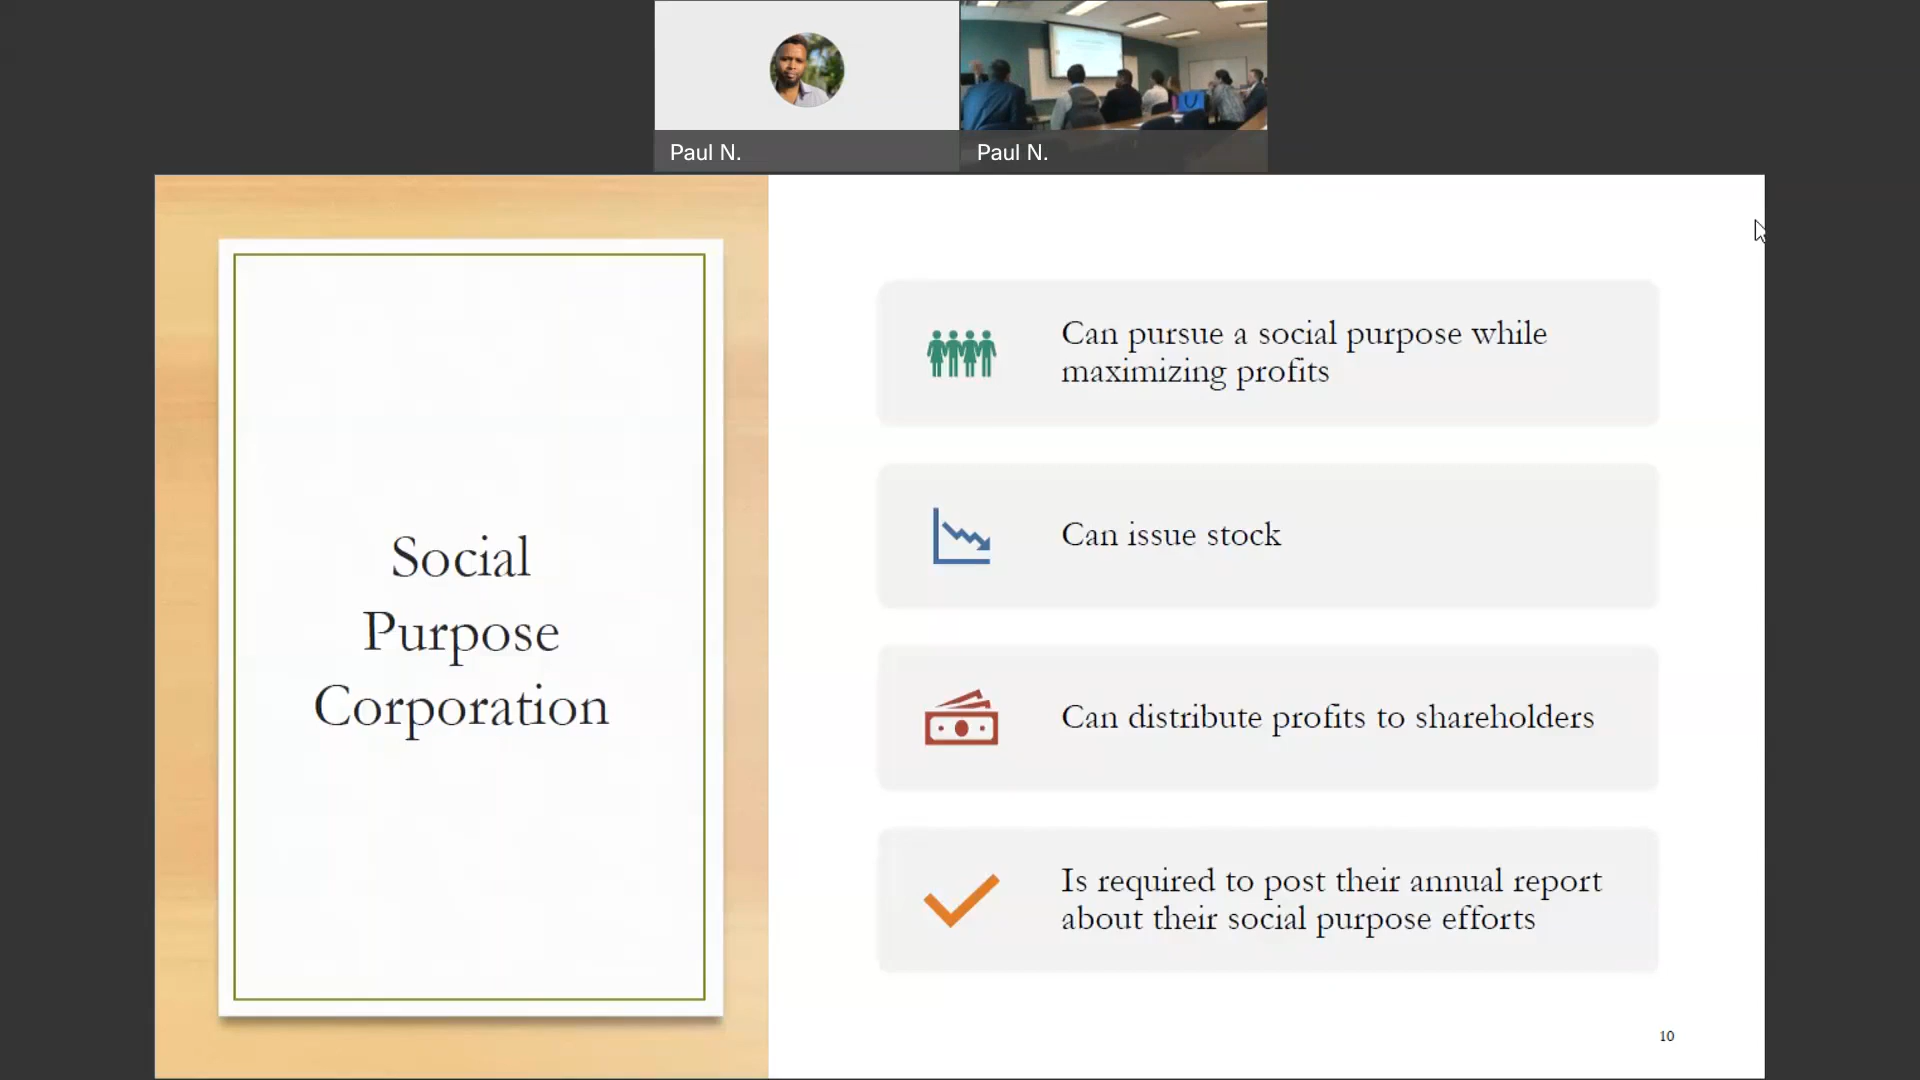 Paul N.
Paul N.
Social
Purpose
Corporation
Can pursue a social purpose while
maximizing profits
Can issue stock
Can distribute profits to shareholders
Is required to post their annual report
about their social purpose efforts
10